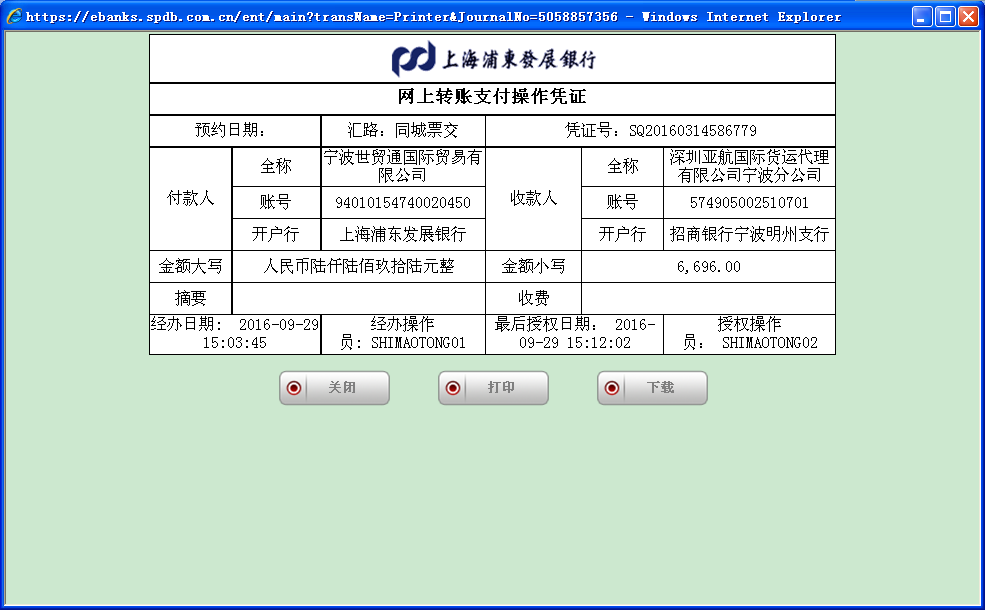 https://ebanks.spdb.com.cn/ent/main?transName=Printer&JournalNo=5058857356 - Windows Internet Explorer
上海浦東發展銀行
网上转账支付操作凭证
预约日期： 汇路：同城票交 凭证号：SQ20160314586779
付款人 全称 宁波世贸通国际贸易有
限公司 收款人 全称 深圳亚航国际货运代理
有限公司宁波分公司
账号 94010154740020450 账号 574905002510701
开户行 上海浦东发展银行 开户行 招商银行宁波明州支行
金额大写 人民币陆仟陆佰玖拾陆元整 金额小写 6,696.00
摘要 收费
经办日期: 2016-09-29
15:03:45 经办操作
员: SHIMAOTONG01 最后授权日期： 2016-
09-29 15:12:02 授权操作
员： SHIMAOTONG02
关闭 打印 下载